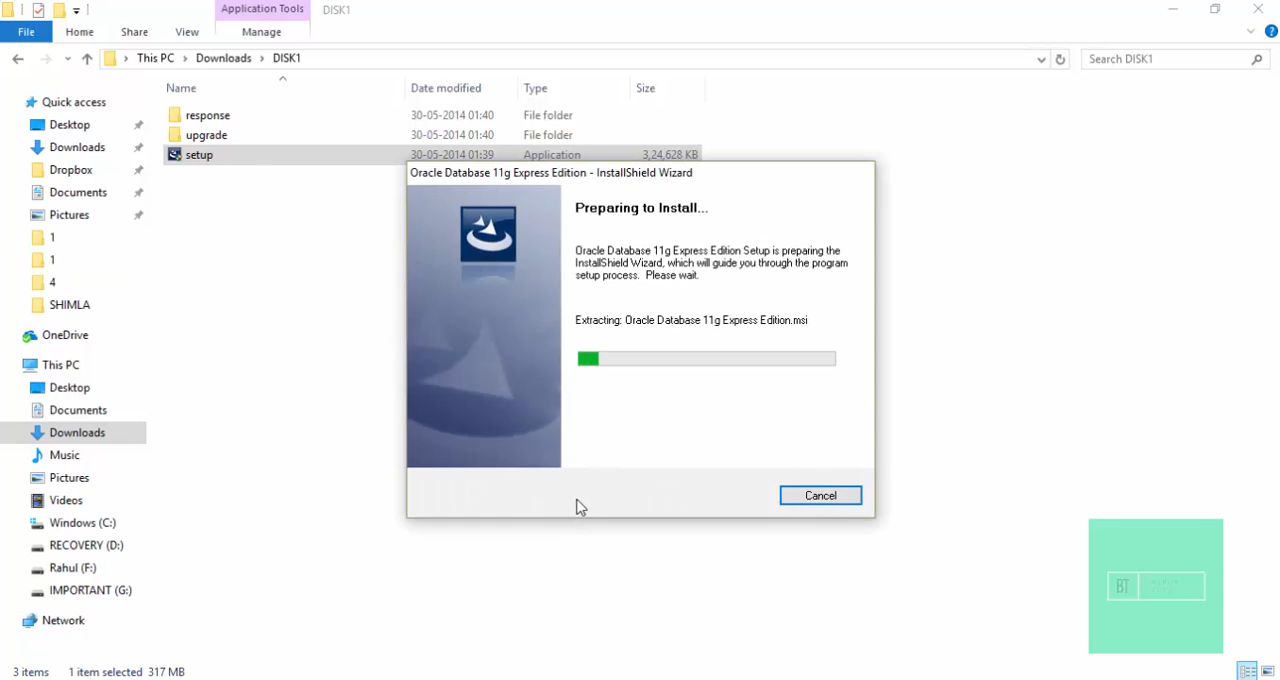 Application Tools DISK1
File Home Share View Manage
This PC Downloads DISK1 Search DISK1
Name Date modified Type Size
response 30-05-2014 01:40 File folder
upgrade 30-05-2014 01:40 File folder
setup 30-05-2014 01:39 Application 3,24,628 KB
Quick access
Desktop
Downloads
Dropbox
Documents
Pictures
1
1
4
SHIMLA
OneDrive
This PC
Desktop
Documents
Downloads
Music
Pictures
Videos
Windows (C:)
RECOVERY (D:)
Rahul (F:)
IMPORTANT (G:)
Network
Oracle Database 11g Express Edition - InstallShield Wizard
Preparing to Install...
Oracle Database 11g Express Edition Setup is preparing the
InstallShield Wizard, which will guide you through the program
setup process. Please wait.
Extracting: Oracle Database 11g Express Edition.msi
Cancel
BT
3 items 1 item selected 317 MB